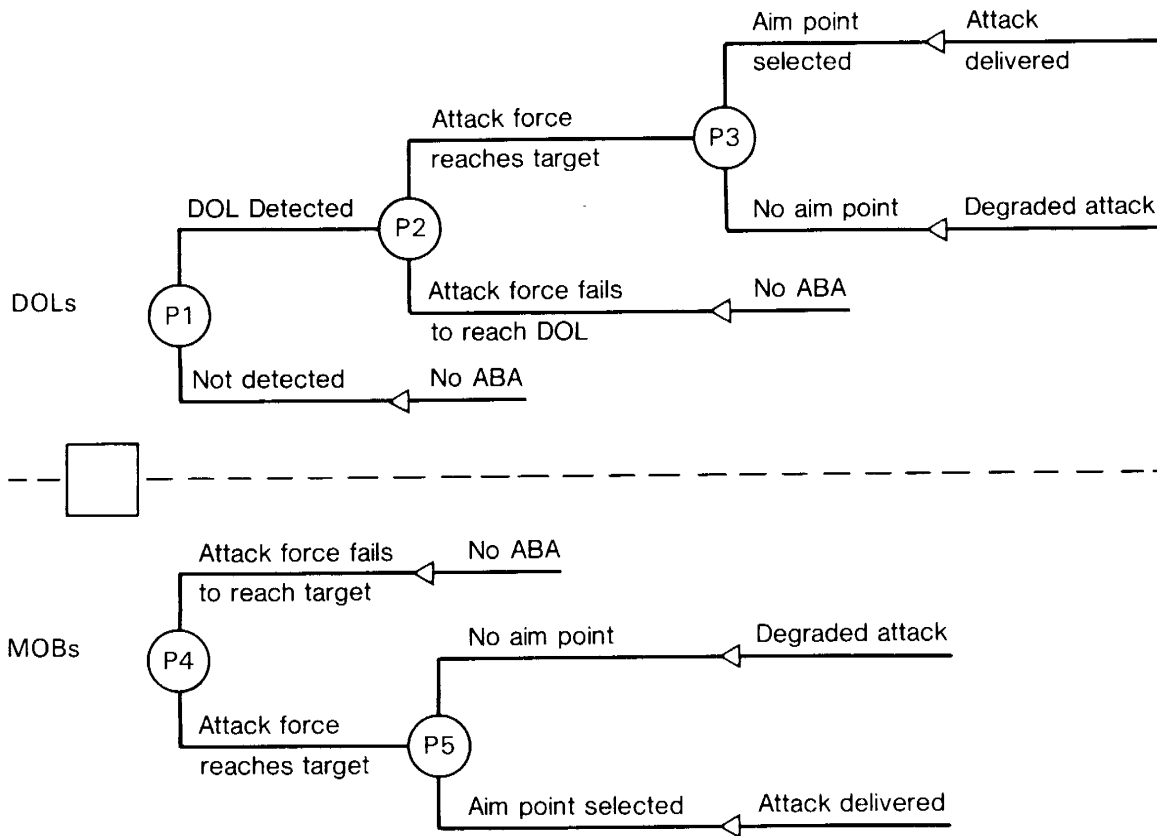 Aim point
selected
Attack
delivered
Attack force
reaches target
P3
DOL Detected
No aim point
Degraded attack
P2
DOLs
P1
Attack force fails
to reach DOL
No ABA
Not detected
No ABA
Attack force fails
to reach target
No ABA
MOBs
P4
No aim point
Degraded attack
Attack force
reaches target
P5
Aim point selected
Attack delivered